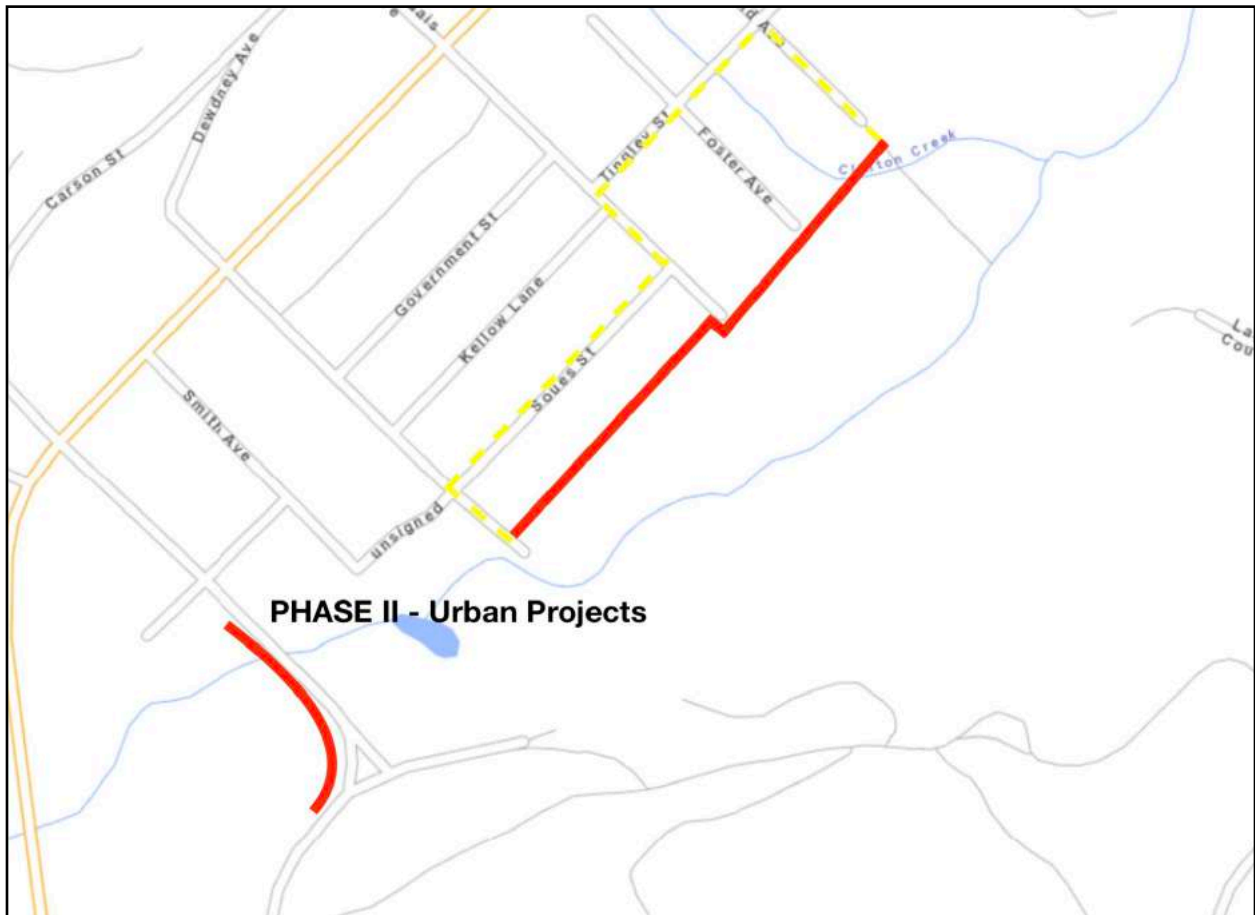 Dewdney Ave
Carson St
Tingley St
Foster Ave
Government St
Kellow Lane
Soues St
Smith Ave
unsigned
PHASE II - Urban Projects